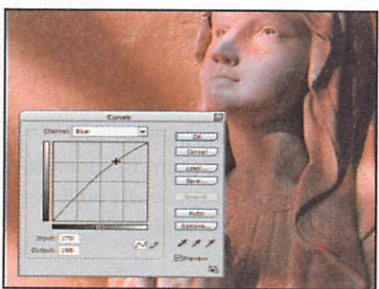 Curves
Channel: Blue
OK
Cancel
Load...
Save...
Smooth
Auto
Options...
Input:
Output:
Preview